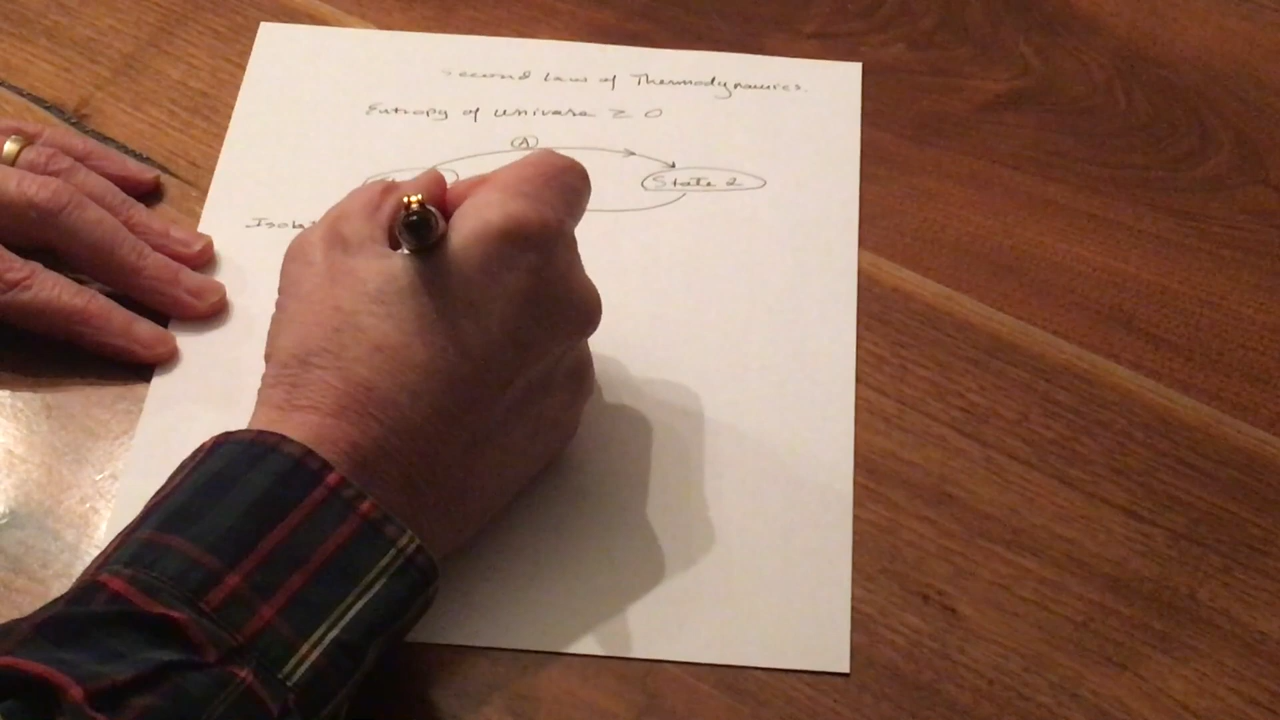 Second Law of Thermodynamics.
Entropy of Universe ≥ 0
A
State 2